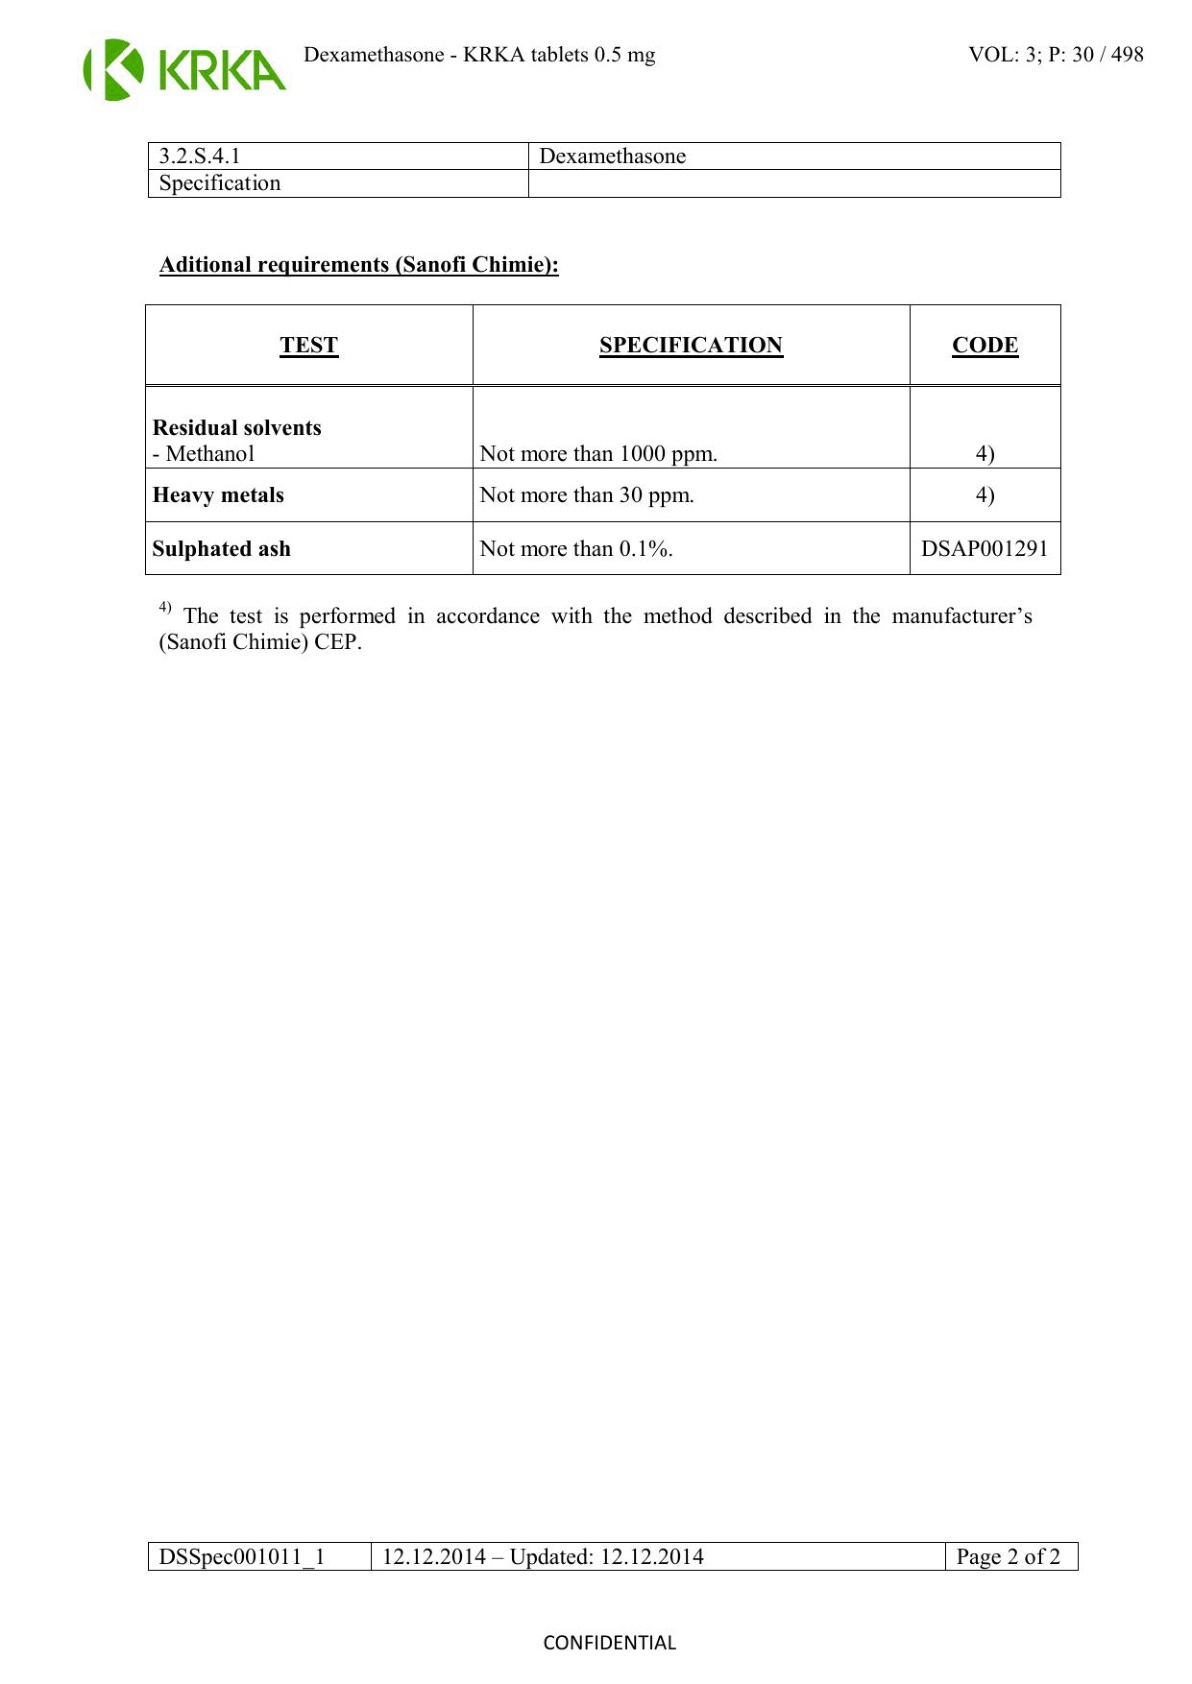 KRKA Dexamethasone - KRKA tablets 0.5 mg VOL: 3; P: 30 / 498
3.2.S.4.1 Dexamethasone
Specification
Aditional requirements (Sanofi Chimie):
TEST SPECIFICATION CODE
Residual solvents
- Methanol Not more than 1000 ppm. 4)
Heavy metals Not more than 30 ppm. 4)
Sulphated ash Not more than 0.1%. DSAP001291
4) The test is performed in accordance with the method described in the manufacturer’s
(Sanofi Chimie) CEP.
DSSpec001011_1 12.12.2014 – Updated: 12.12.2014 Page 2 of 2
CONFIDENTIAL